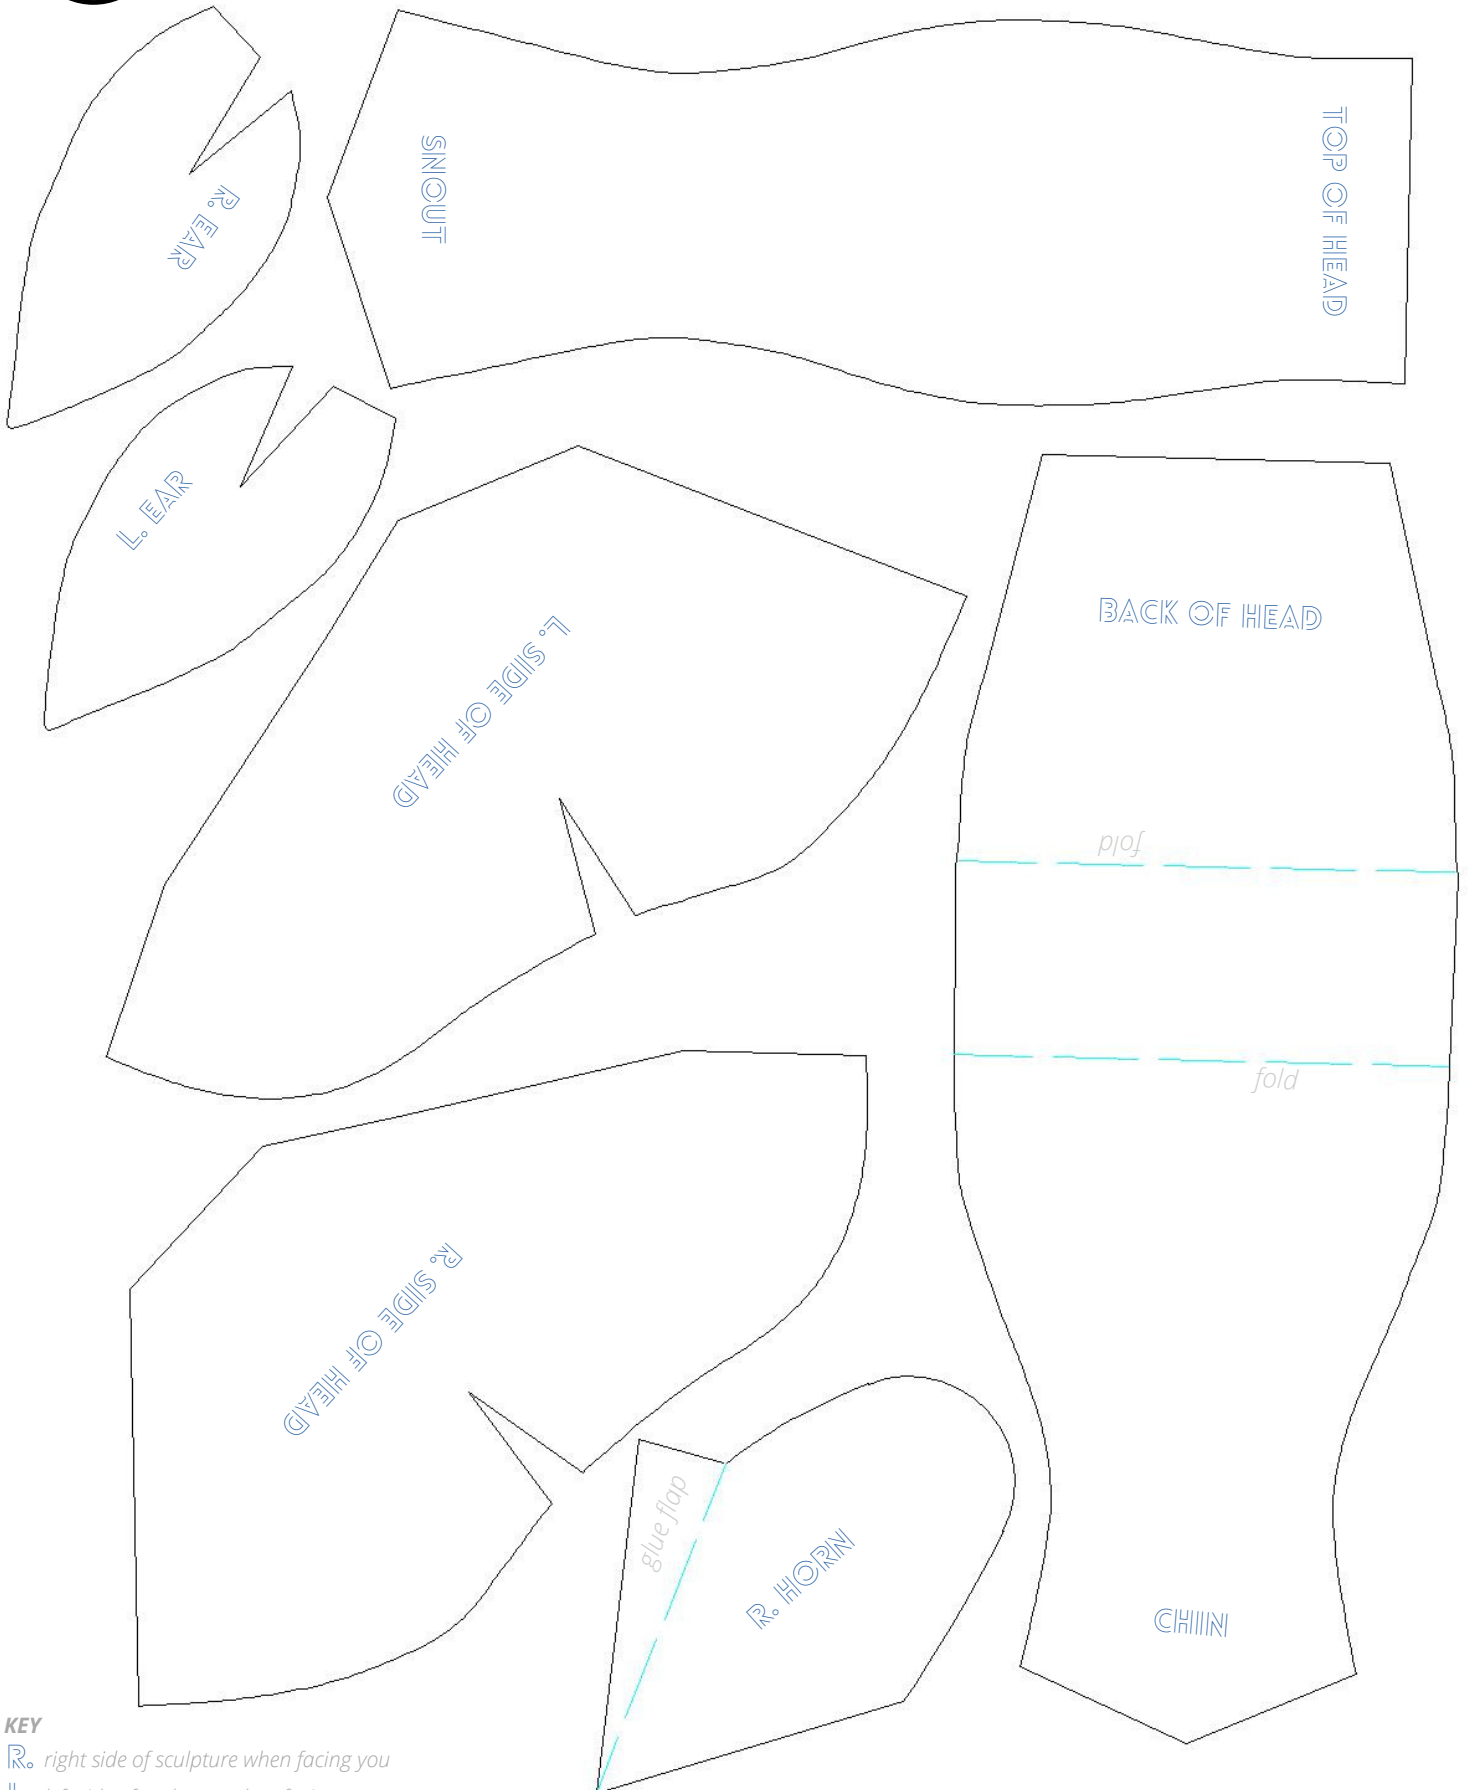 SNOUT
TOP OF HEAD
R. EAR
L. EAR
BACK OF HEAD
L. SIDE OF HEAD
fold
fold
R. SIDE OF HEAD
glue flap
R. HORN
CHIN
KEY
R. right side of sculpture when facing you